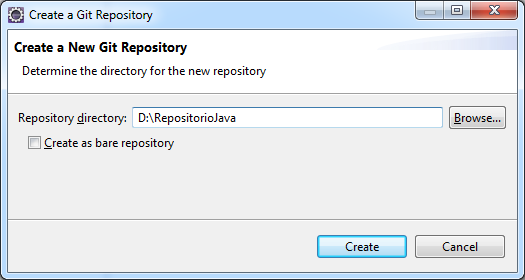 Create a Git Repository
Create a New Git Repository
Determine the directory for the new repository
Repository directory: D:\RepositorioJava Browse...
Create as bare repository
Create Cancel